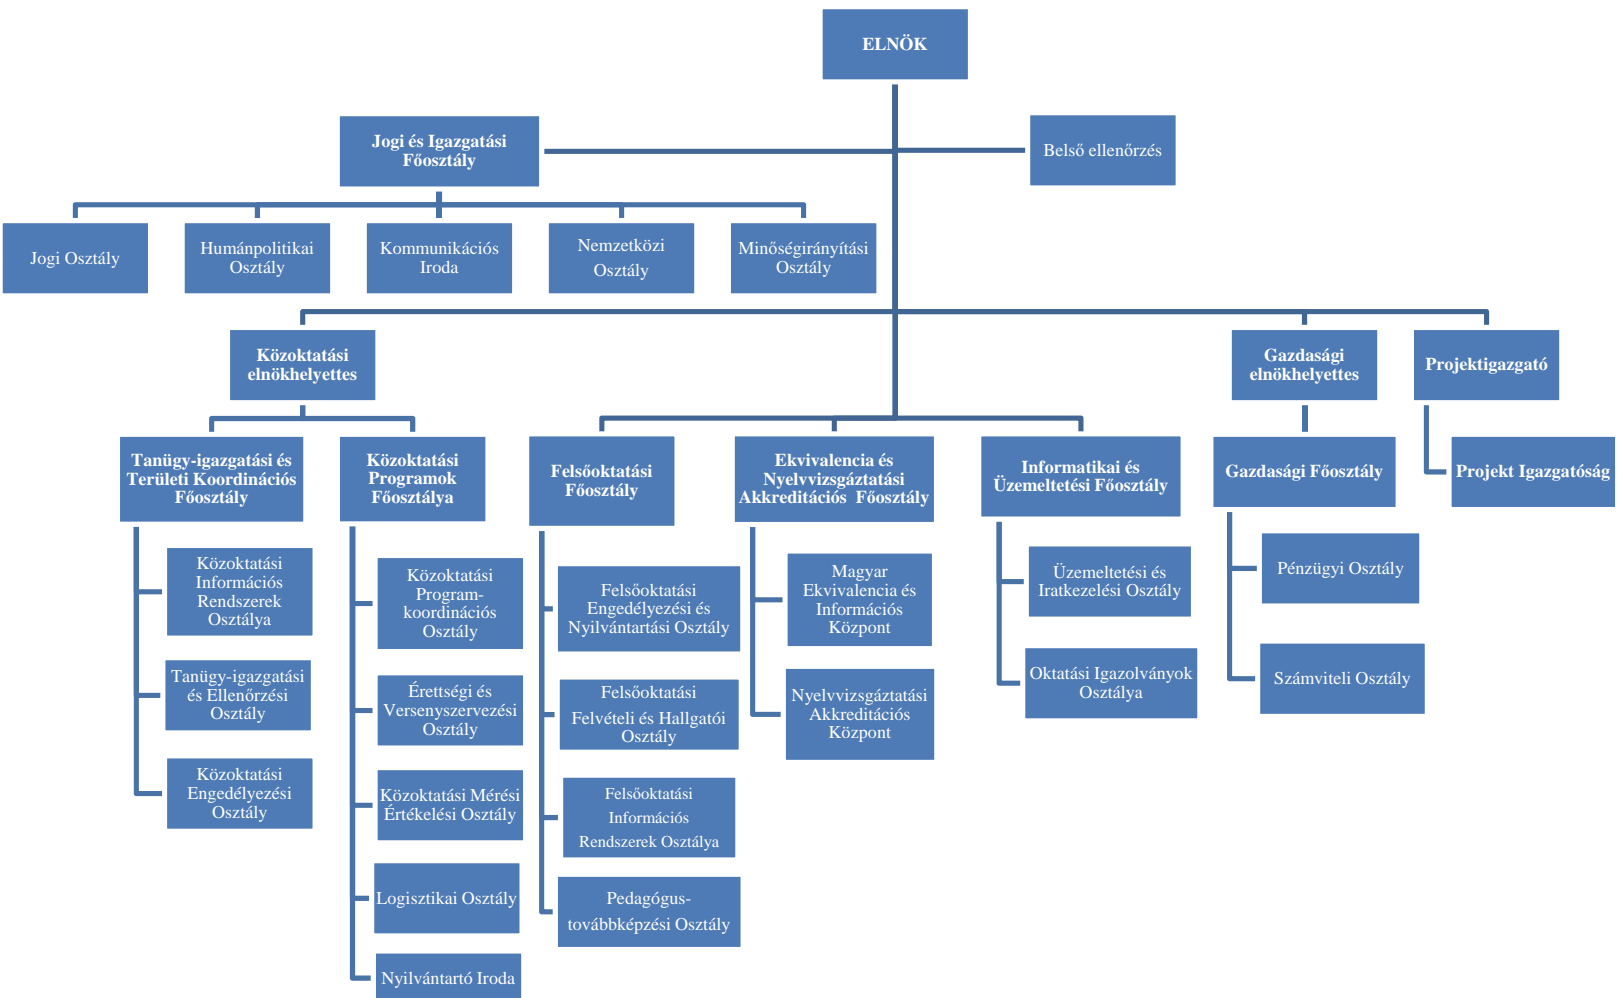 ELNÖK
Jogi és Igazgatási
Főosztály
Belső ellenőrzés
Jogi Osztály
Humánpolitikai
Osztály
Kommunikációs
Iroda
Nemzetközi
Osztály
Minőségirányítási
Osztály
Közoktatási
elnökhelyettes
Gazdasági
elnökhelyettes
Projektigazgató
Tanügy-igazgatási és
Területi Koordinációs
Főosztály
Közoktatási
Programok
Főosztálya
Felsőoktatási
Főosztály
Ekvivalencia és
Nyelvvizsgáztatási
Akkreditációs Főosztály
Informatikai és
Üzemeltetési Főosztály
Gazdasági Főosztály
Projekt Igazgatóság
Közoktatási
Információs
Rendszerek
Osztálya
Tanügy-igazgatási
és Ellenőrzési
Osztály
Közoktatási
Engedélyezési
Osztály
Közoktatási
Program-
koordinációs
Osztály
Érettségi és
Versenyszervezési
Osztály
Közoktatási Mérési
Értékelési Osztály
Logisztikai Osztály
Nyilvántartó Iroda
Felsőoktatási
Engedélyezési és
Nyilvántartási Osztály
Felsőoktatási
Felvételi és Hallgatói
Osztály
Felsőoktatási
Információs
Rendszerek Osztálya
Pedagógus-
továbbképzési Osztály
Magyar
Ekvivalencia és
Információs
Központ
Nyelvvizsgáztatási
Akkreditációs
Központ
Üzemeltetési és
Iratkezelési Osztály
Oktatási Igazolványok
Osztálya
Pénzügyi Osztály
Számviteli Osztály